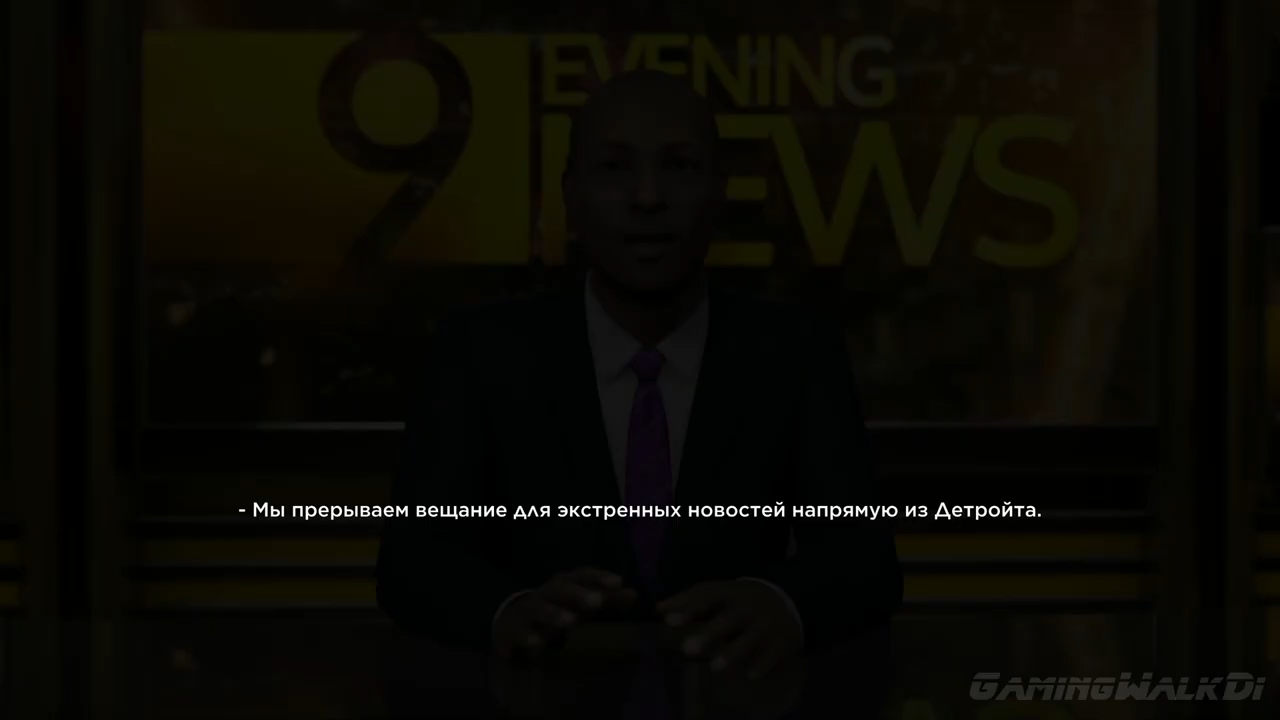 9
EVENING
NEWS
- Мы прерываем вещание для экстренных новостей напрямую из Детройта.
GamingWalkDi